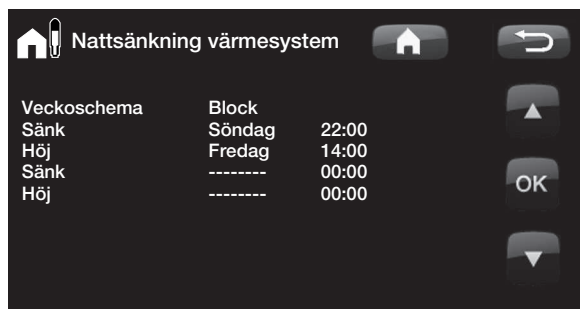 Nattsänkning värmesystem
Veckoschema Block
Sänk Söndag 22:00
Höj Fredag 14:00
Sänk -------- 00:00
Höj -------- 00:00
OK